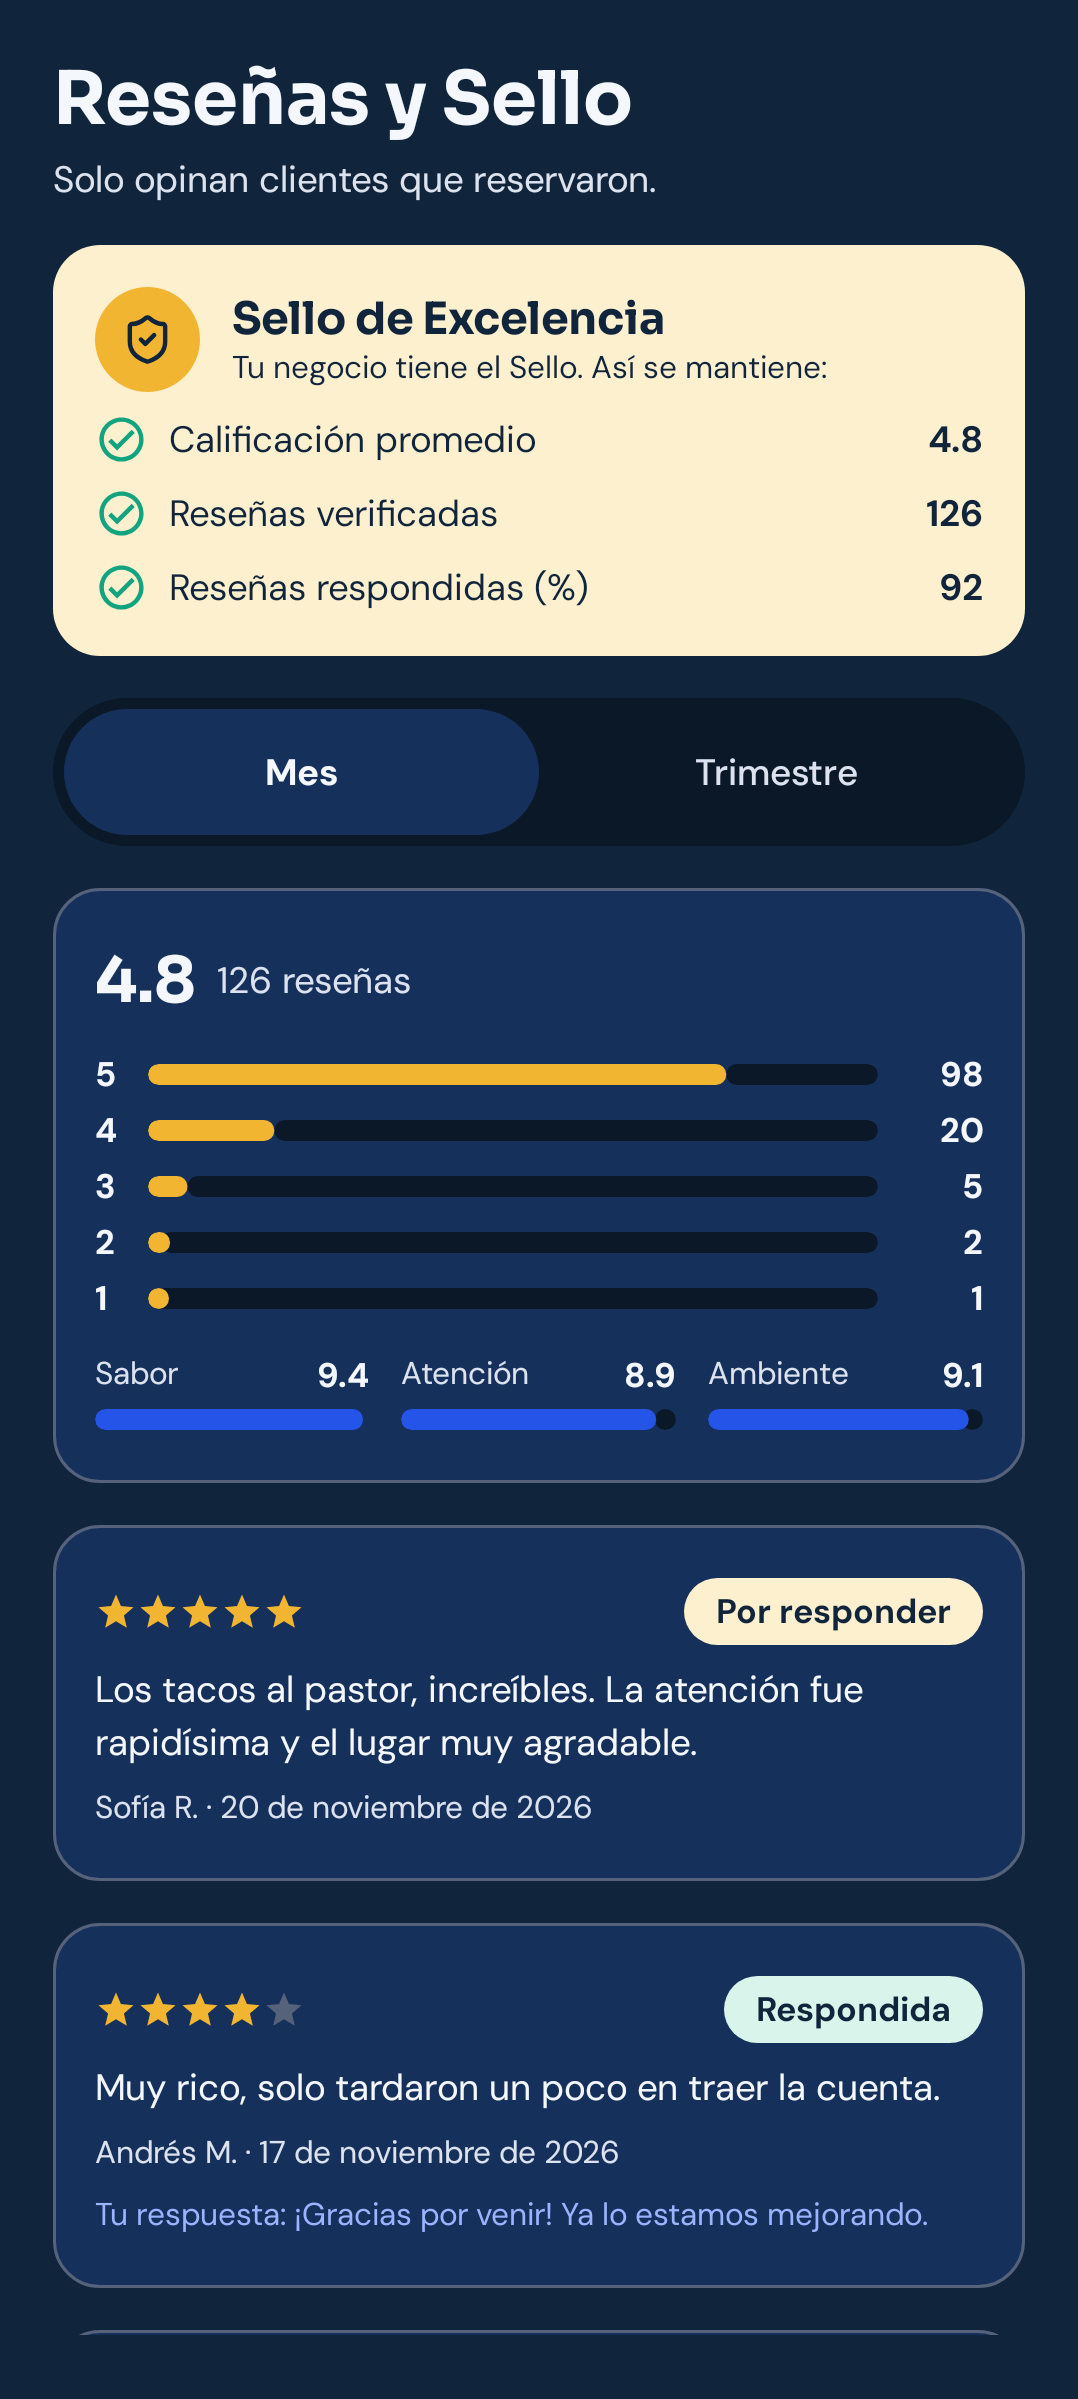 Reseñas y Sello
Solo opinan clientes que reservaron.
Sello de Excelencia
Tu negocio tiene el Sello. Así se mantiene:
Calificación promedio 4.8
Reseñas verificadas 126
Reseñas respondidas (%) 92
Mes Trimestre
4.8 126 reseñas
5 98
4 20
3 5
2 2
1 1
Sabor 9.4 Atención 8.9 Ambiente 9.1
Por responder
Los tacos al pastor, increíbles. La atención fue
rapidísima y el lugar muy agradable.
Sofía R. · 20 de noviembre de 2026
Respondida
Muy rico, solo tardaron un poco en traer la cuenta.
Andrés M. · 17 de noviembre de 2026
Tu respuesta: ¡Gracias por venir! Ya lo estamos mejorando.